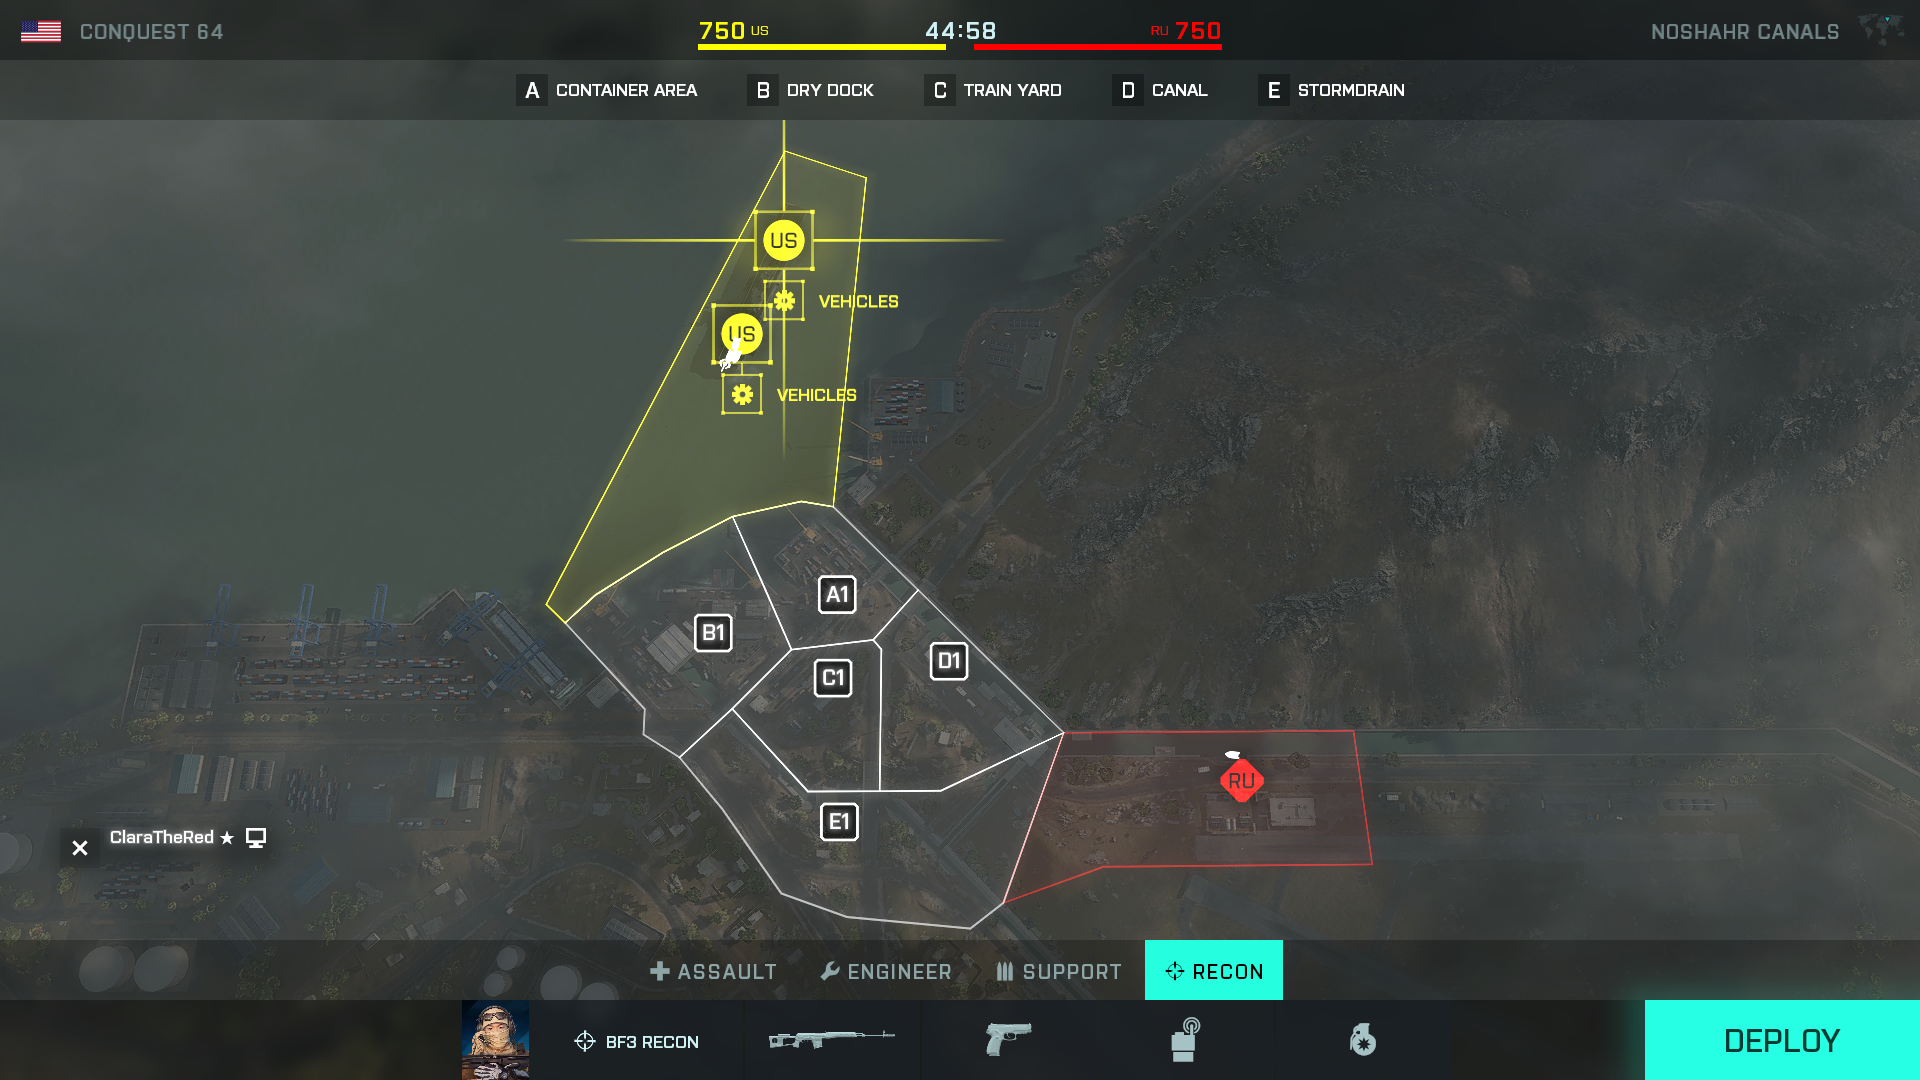 CONQUEST 64
750 US
44:58
RU 750
NOSHAHR CANALS
A CONTAINER AREA
B DRY DOCK
C TRAIN YARD
D CANAL
E STORMDRAIN
US
VEHICLES
US
VEHICLES
A1
B1
D1
C1
RU
E1
ClaraTheRed
ASSAULT
ENGINEER
SUPPORT
RECON
BF3 RECON
DEPLOY